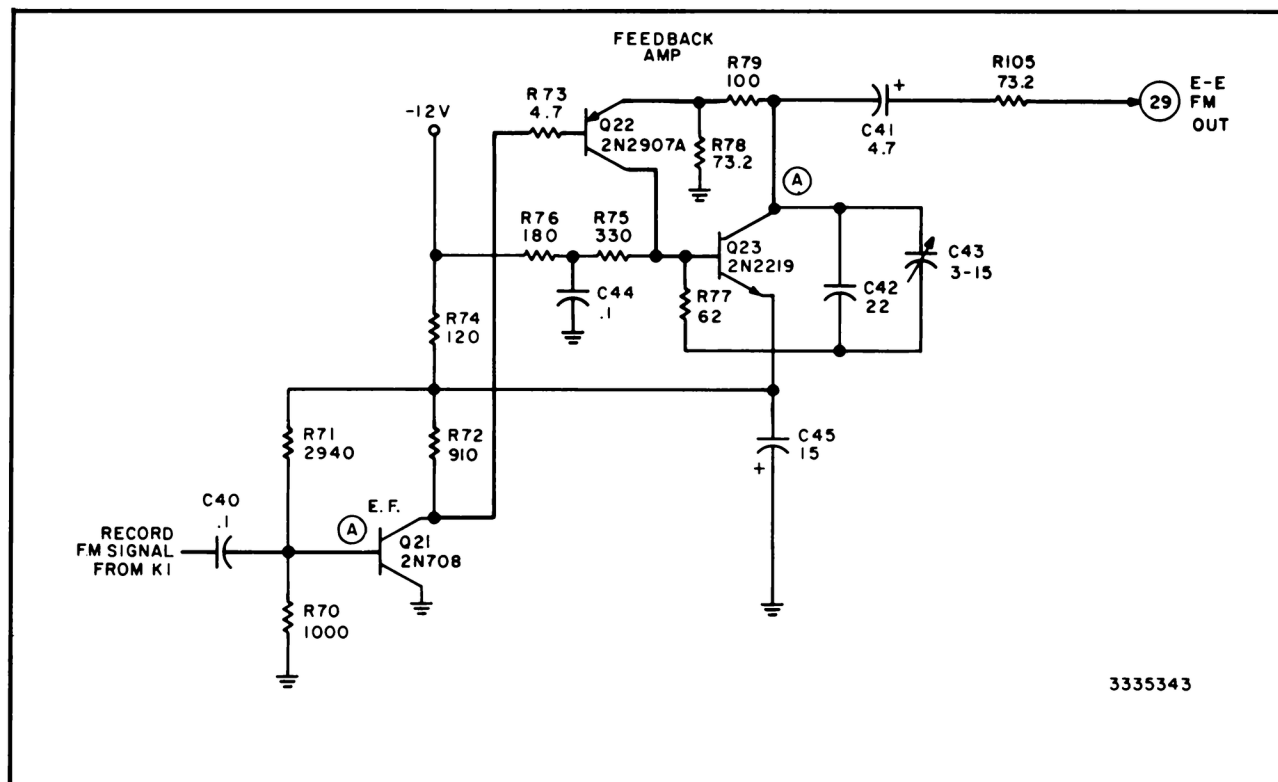 FEEDBACK
AMP
-12V
R73
4.7
Q22
2N2907A
R79
100
R78
73.2
C41
4.7
+
R105
73.2
29
E-E
FM
OUT
A
R76
180
R75
330
C44
.1
Q23
2N2219
R77
62
C42
22
C43
3-15
R74
120
R71
2940
R72
910
C45
15
+
C40
.1
RECORD
FM SIGNAL
FROM K1
A
E.F.
Q21
2N708
R70
1000
3335343